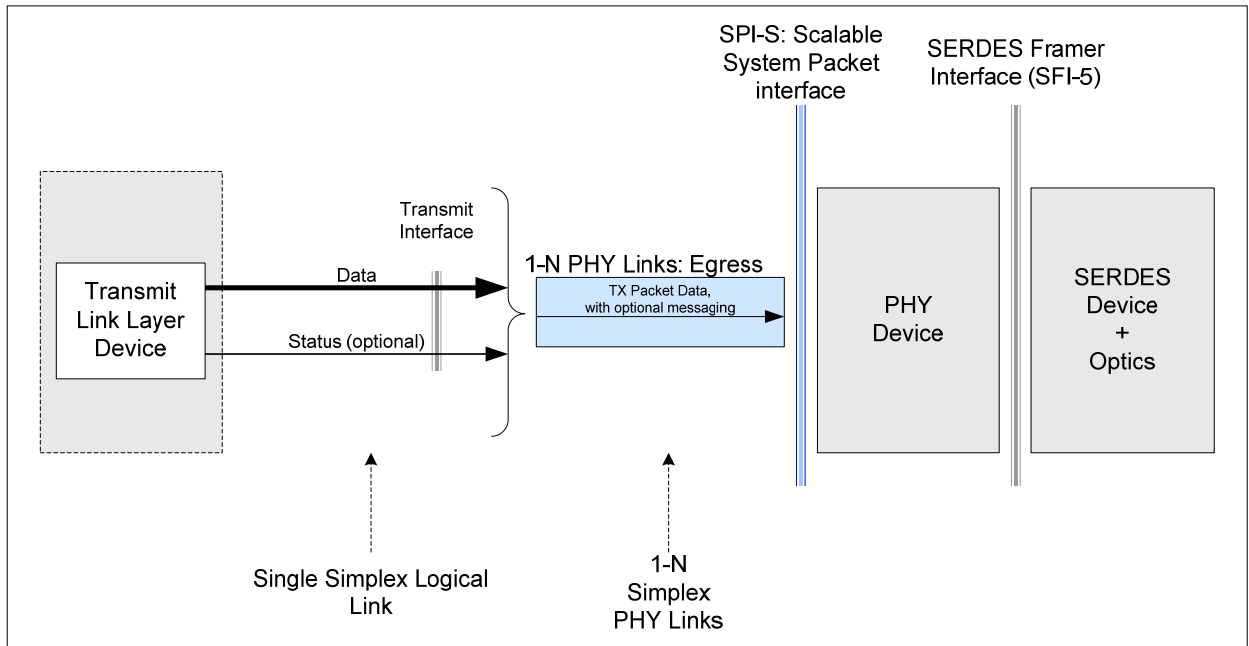 SPI-S: Scalable
System Packet
interface
SERDES Framer
Interface (SFI-5)
Transmit
Interface
1-N PHY Links: Egress
Data
TX Packet Data,
with optional messaging
Transmit
Link Layer
Device
Status (optional)
PHY
Device
SERDES
Device
+
Optics
Single Simplex Logical
Link
1-N
Simplex
PHY Links